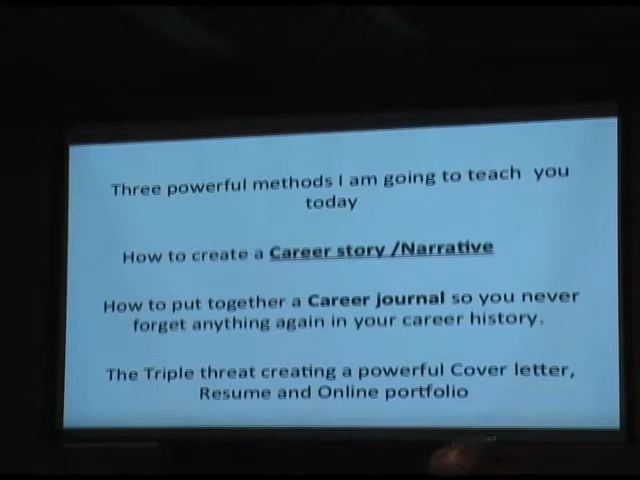 Three powerful methods I am going to teach you
today
How to create a Career story /Narrative
How to put together a Career journal so you never
forget anything again in your career history.
The Triple threat creating a powerful Cover letter,
Resume and Online portfolio